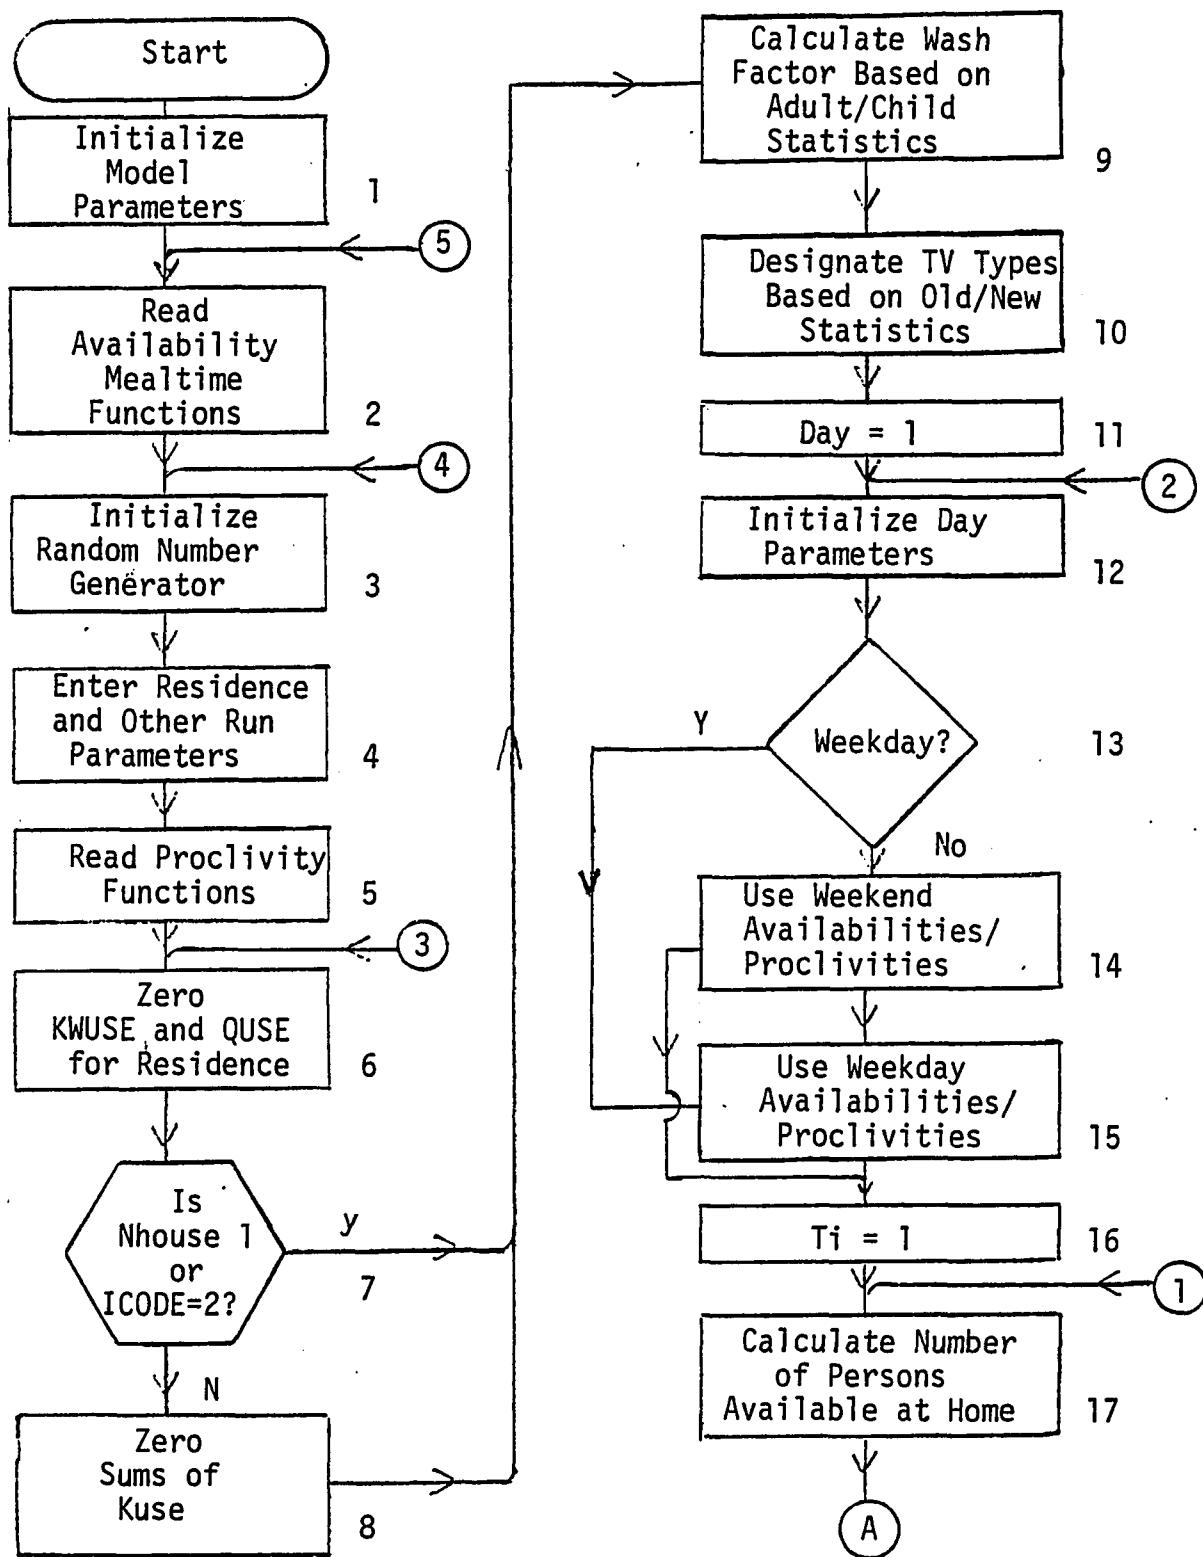 Start
Initialize
Model
Parameters
1
5
Read
Availability
Mealtime
Functions
2
4
Initialize
Random Number
Generator
3
Enter Residence
and Other Run
Parameters
4
Read Proclivity
Functions
5
3
Zero
KWUSE and QUSE
for Residence
6
Is
Nhouse 1
or
ICODE=2?
y
7
N
Zero
Sums of
Kuse
8
Calculate Wash
Factor Based on
Adult/Child
Statistics
9
Designate TV Types
Based on Old/New
Statistics
10
Day = 1
11
2
Initialize Day
Parameters
12
Y
Weekday?
13
No
Use Weekend
Availabilities/
Proclivities
14
Use Weekday
Availabilities/
Proclivities
15
Ti = 1
16
1
Calculate Number
of Persons
Available at Home
17
A